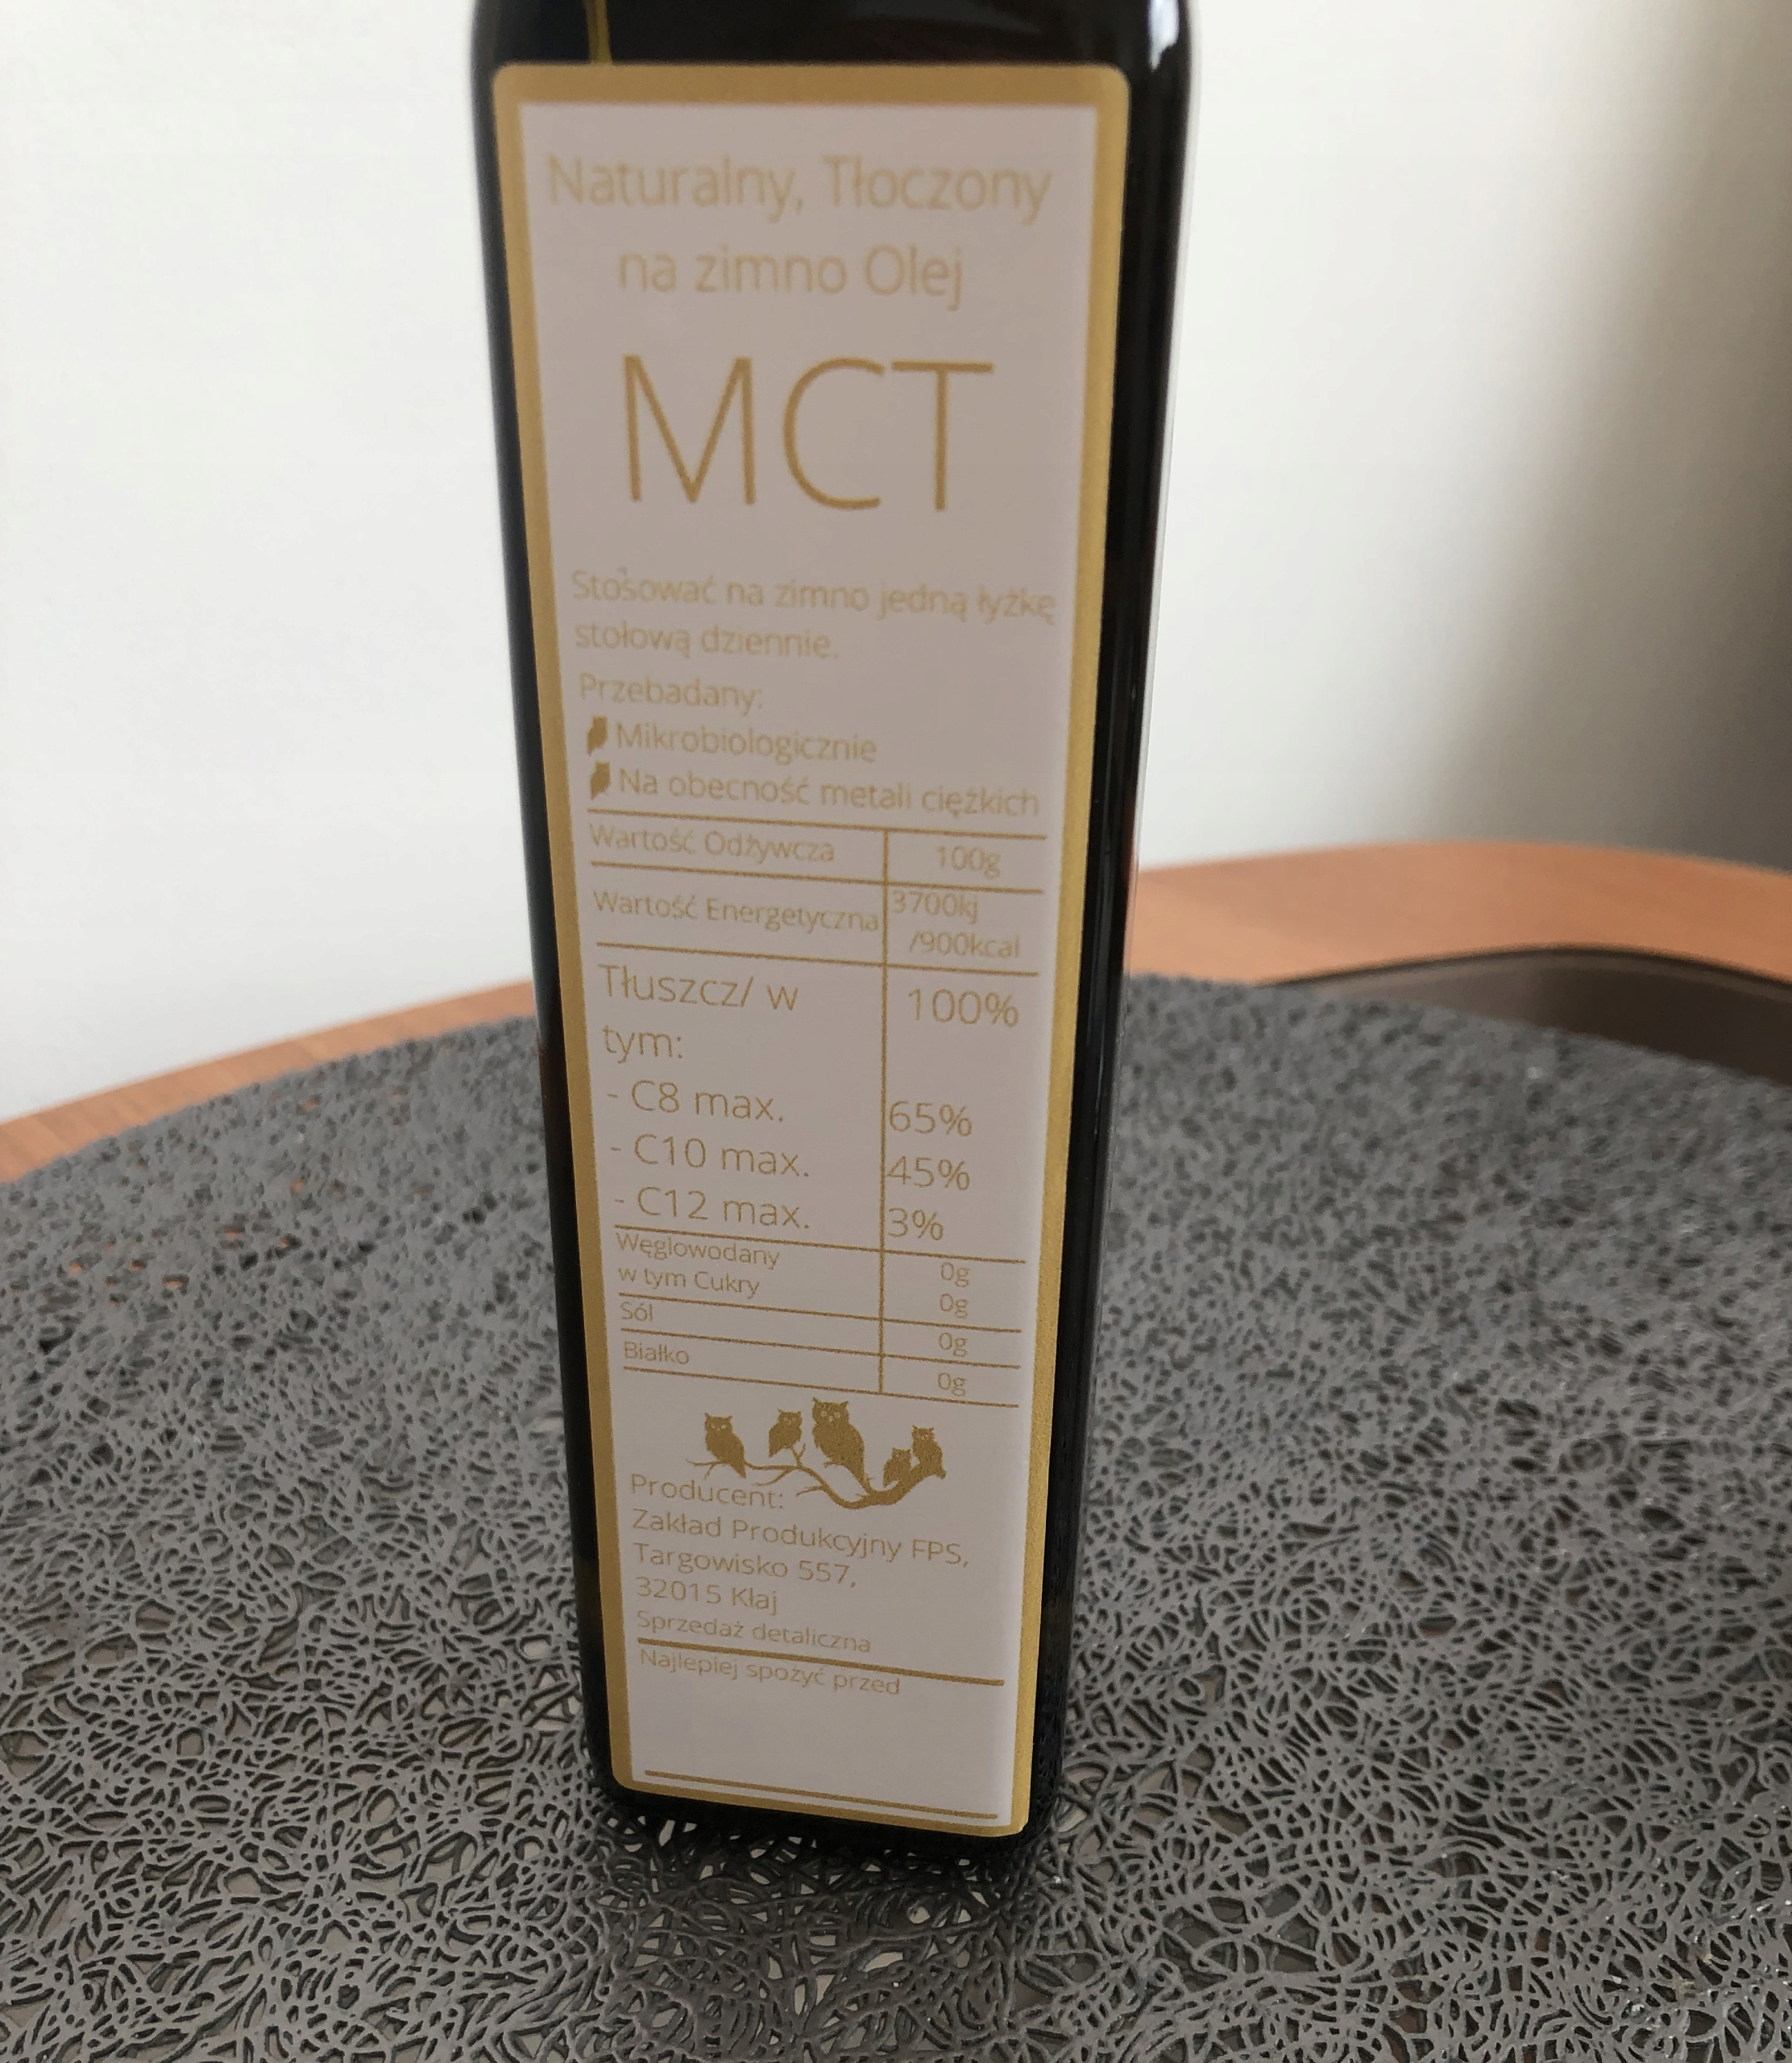 Naturalny, Tłoczony
na zimno Olej
MCT
Stosować na zimno jedną łyżkę
stołową dziennie.
Przebadany:
Mikrobiologicznie
Na obecność metali ciężkich
Wartość Odżywcza 100g
Wartość Energetyczna 3700kj
/900kcal
Tłuszcz/ w 100%
tym:
- C8 max. 65%
- C10 max. 45%
- C12 max. 3%
Węglowodany 0g
w tym Cukry 0g
Sól 0g
Białko 0g
Producent:
Zakład Produkcyjny FPS,
Targowisko 557,
32015 Kłaj
Sprzedaż detaliczna
Najlepiej spożyć przed